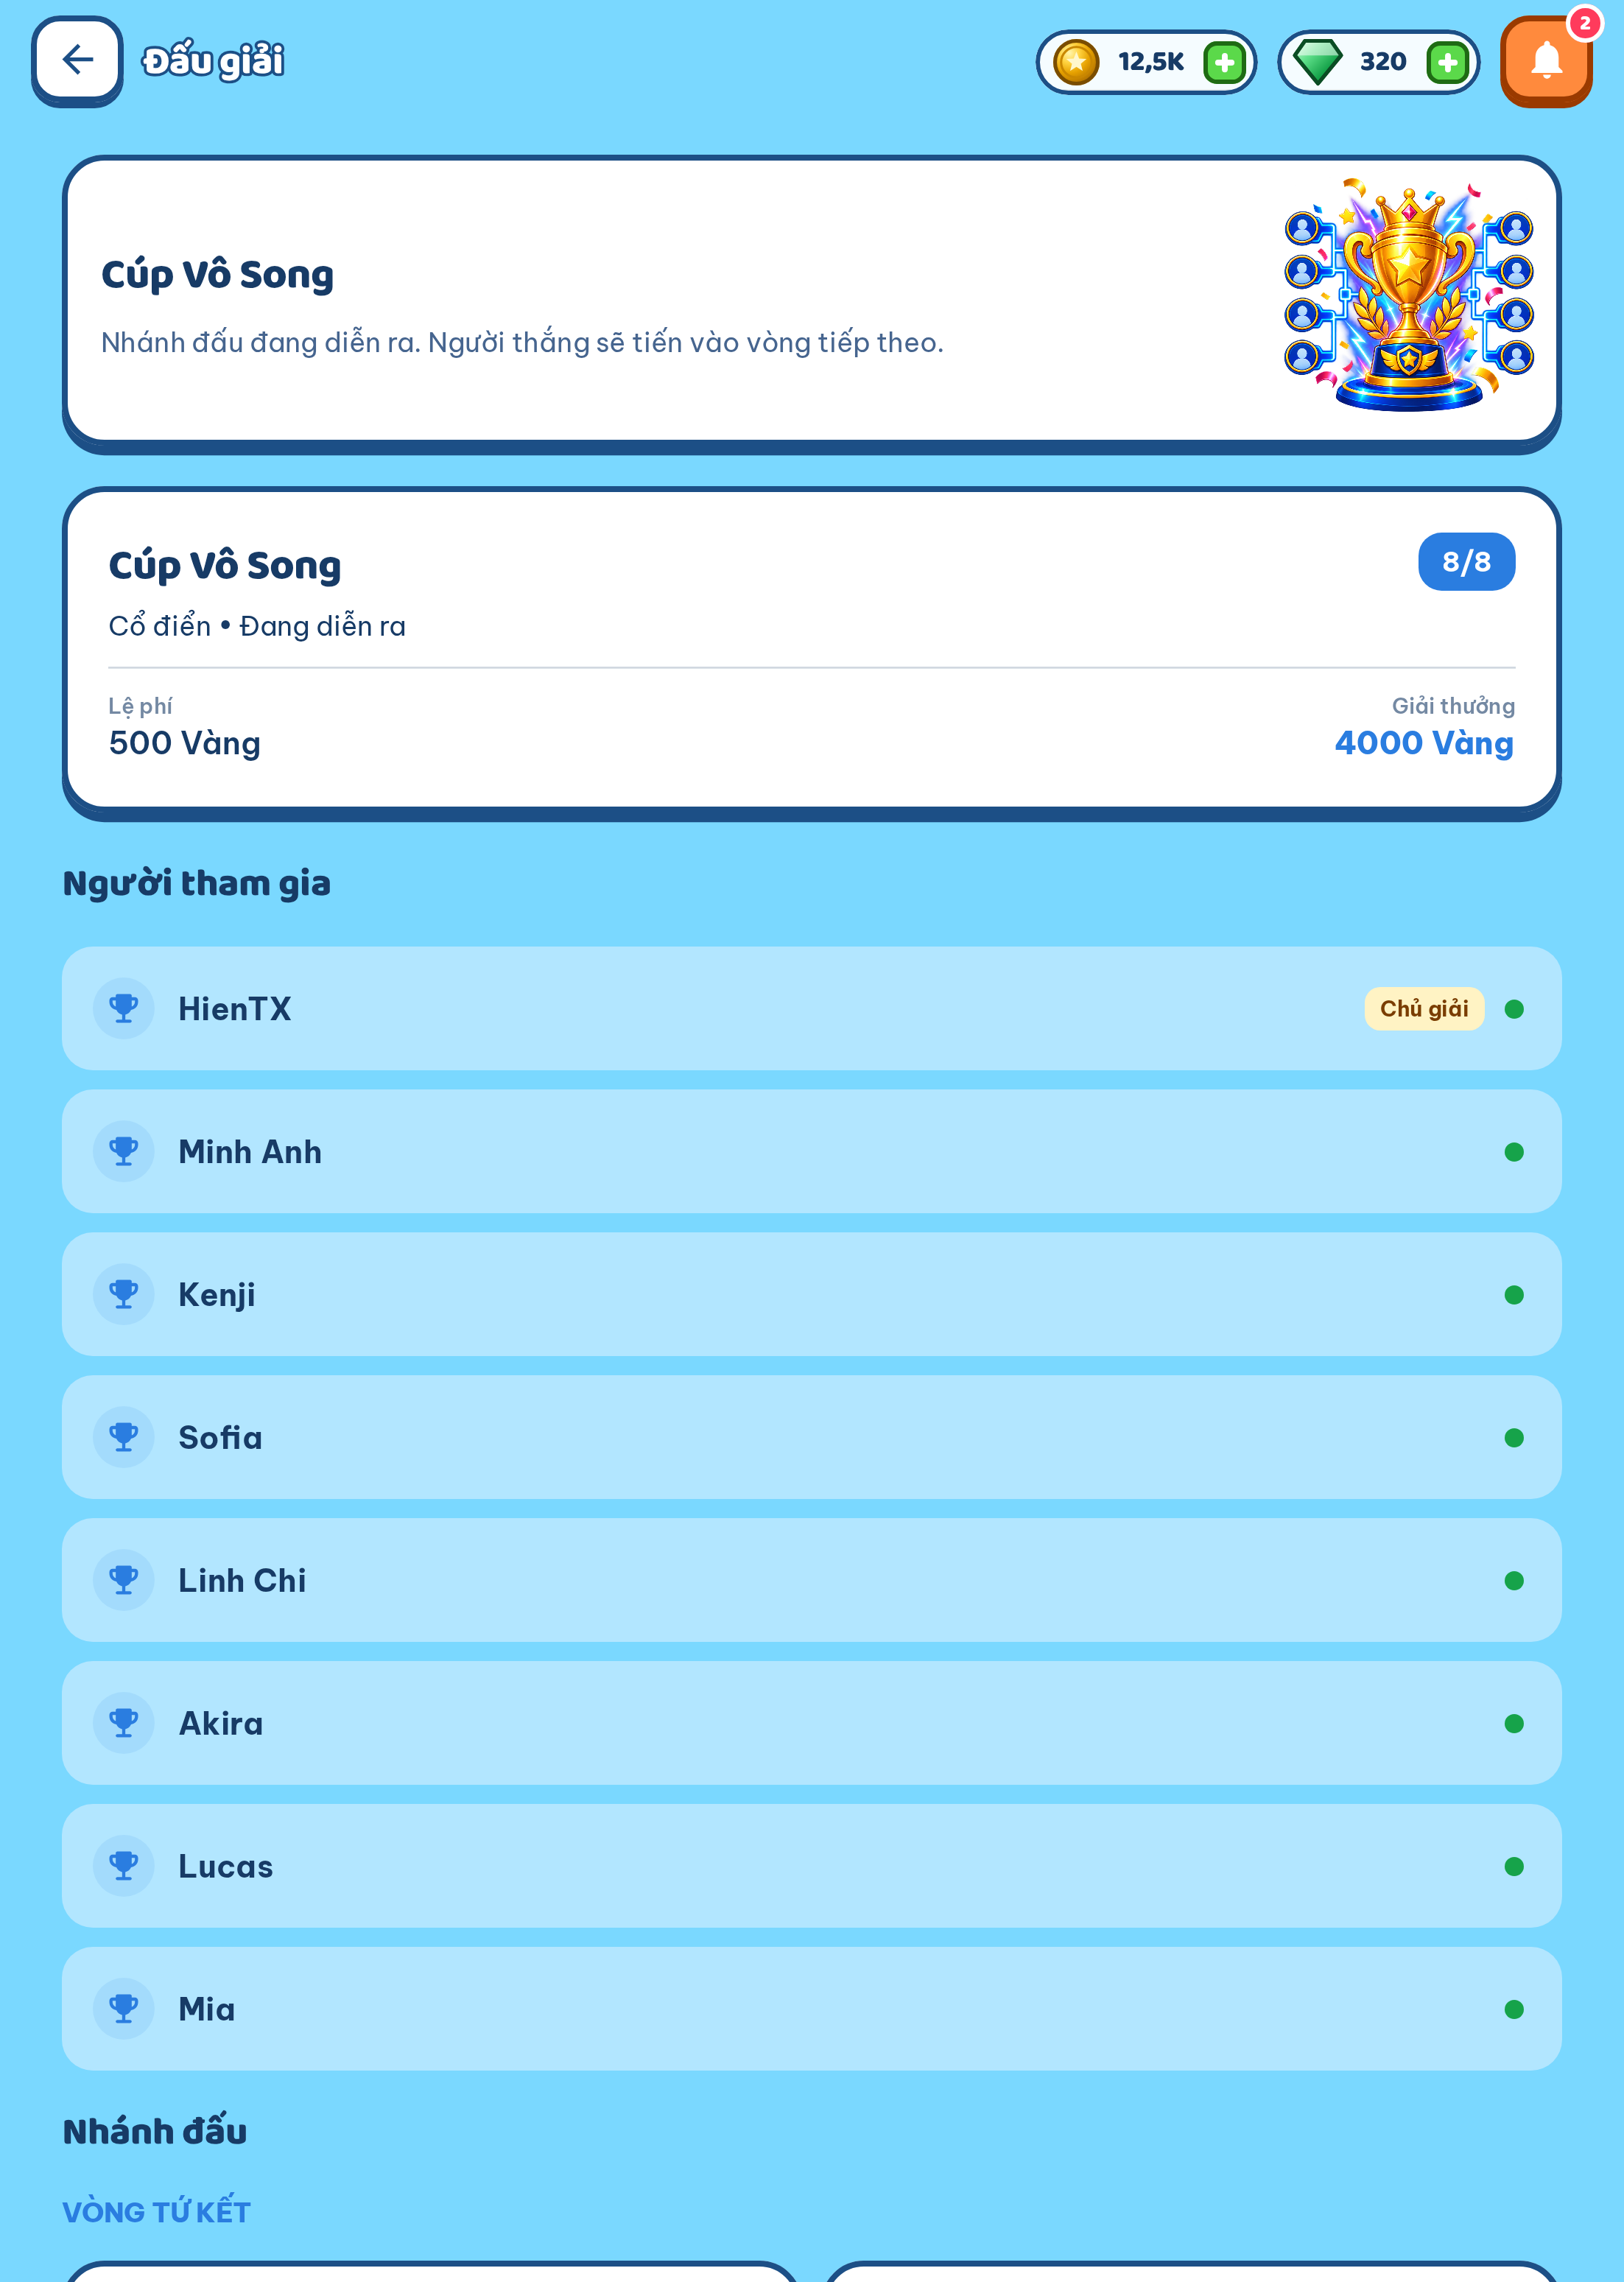 Đấu giải
12,5K
320
2
Cúp Vô Song
Nhánh đấu đang diễn ra. Người thắng sẽ tiến vào vòng tiếp theo.
Cúp Vô Song
8/8
Cổ điển • Đang diễn ra
Lệ phí
Giải thưởng
500 Vàng
4000 Vàng
Người tham gia
HienTX
Chủ giải
Minh Anh
Kenji
Sofia
Linh Chi
Akira
Lucas
Mia
Nhánh đấu
VÒNG TỨ KẾT